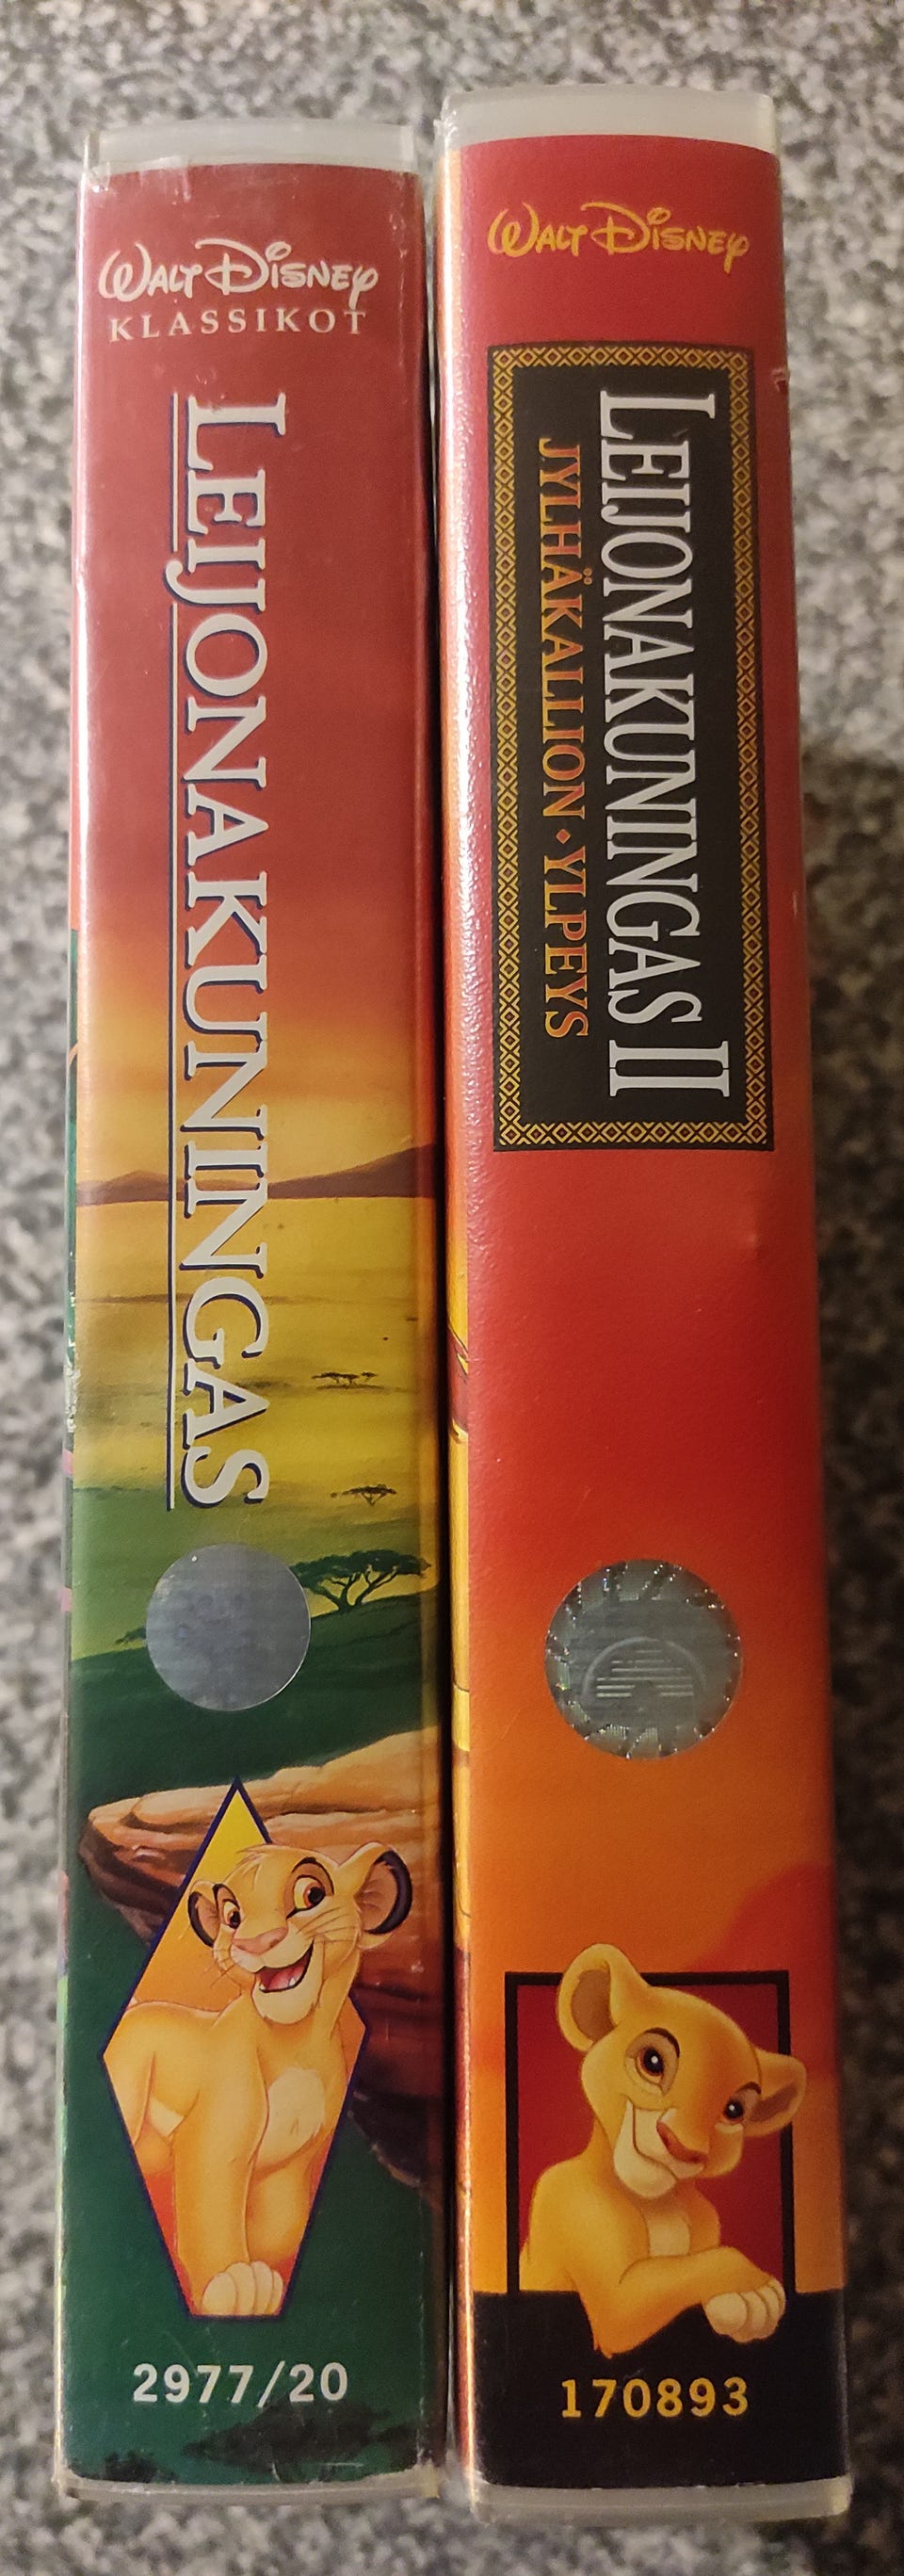 WALT DISNEY
KLASSIKOT
LEIJONAKUNINGAS
2977/20
WALT DISNEY
LEIJONAKUNINGAS II
JYLHÄKALLION • YLPEYS
170893